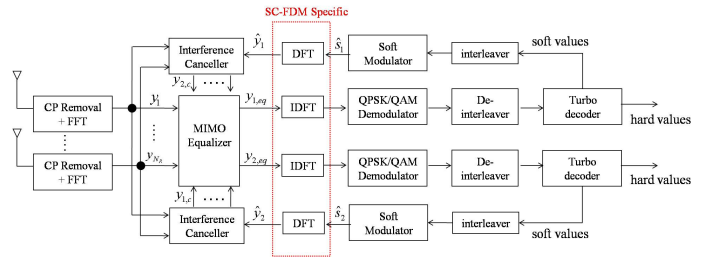 SC-FDM Specific
Interference
Canceller
ŷ₁
DFT
ŝ₁
Soft
Modulator
interleaver
soft values
y₂,c ····
CP Removal
+ FFT
y₁
MIMO
Equalizer
y₁,eq
IDFT
QPSK/QAM
Demodulator
De-
interleaver
Turbo
decoder
hard values
CP Removal
+ FFT
y_{N_R}
y₂,eq
IDFT
QPSK/QAM
Demodulator
De-
interleaver
Turbo
decoder
hard values
y₁,c ····
Interference
Canceller
ŷ₂
DFT
ŝ₂
Soft
Modulator
interleaver
soft values